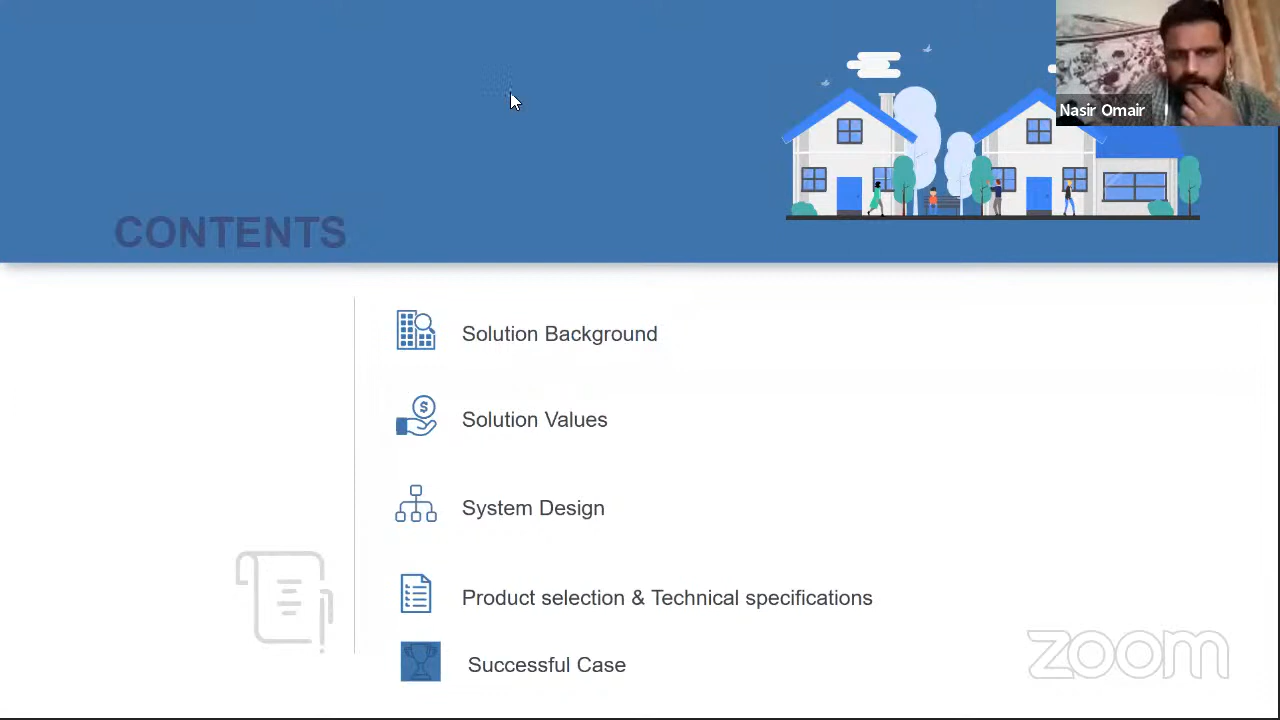 Nasir Omair
CONTENTS
Solution Background
$
Solution Values
System Design
Product selection & Technical specifications
Successful Case
zoom